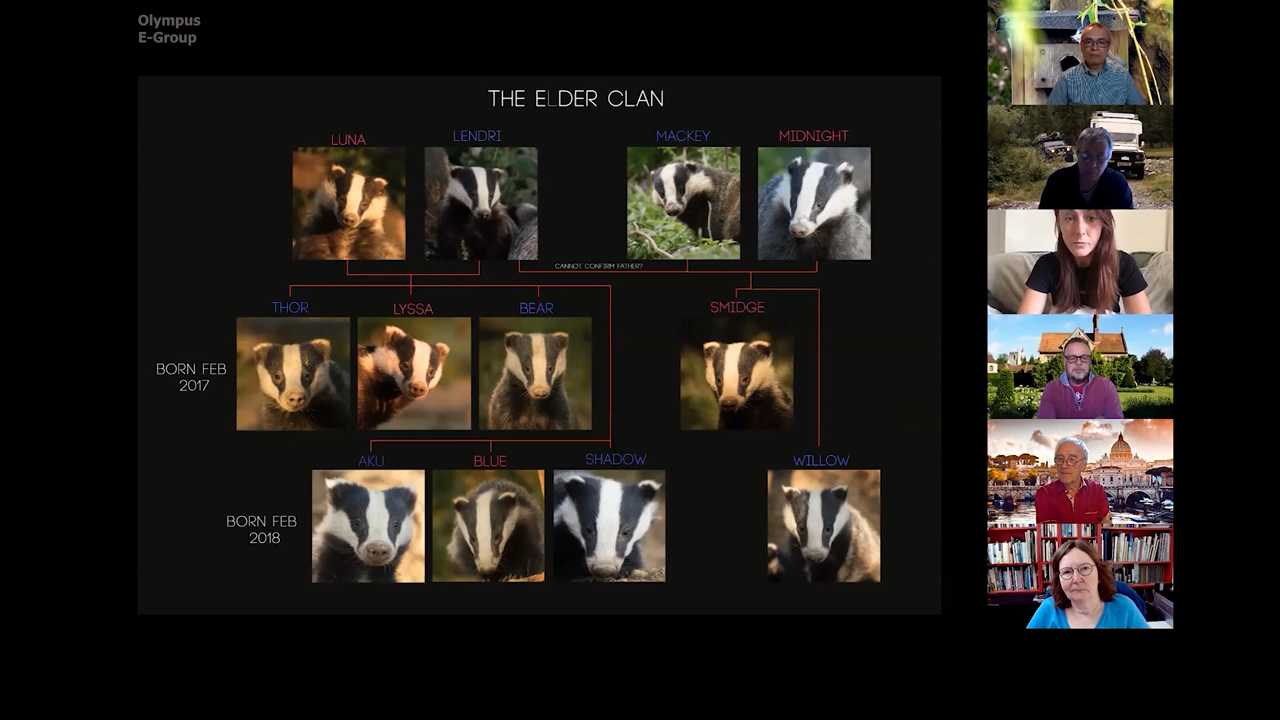 Olympus
E-Group
THE ELDER CLAN
LUNA
LENDRI
MACKEY
MIDNIGHT
CANNOT CONFIRM FATHER?
THOR
LYSSA
BEAR
SMIDGE
BORN FEB
2017
AKU
BLUE
SHADOW
WILLOW
BORN FEB
2018